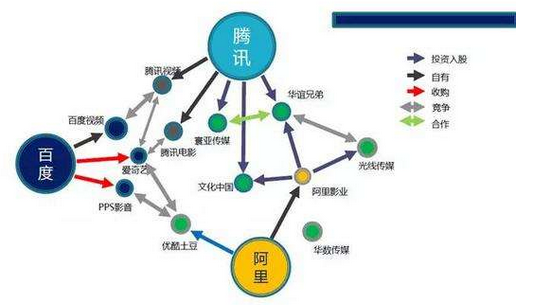 腾
讯
腾讯视频
百度视频
百
度
爱奇艺
腾讯电影
PPS影音
优酷土豆
寰亚传媒
华谊兄弟
文化中国
阿里影业
光线传媒
华数传媒
阿
里
投资入股
自有
收购
竞争
合作